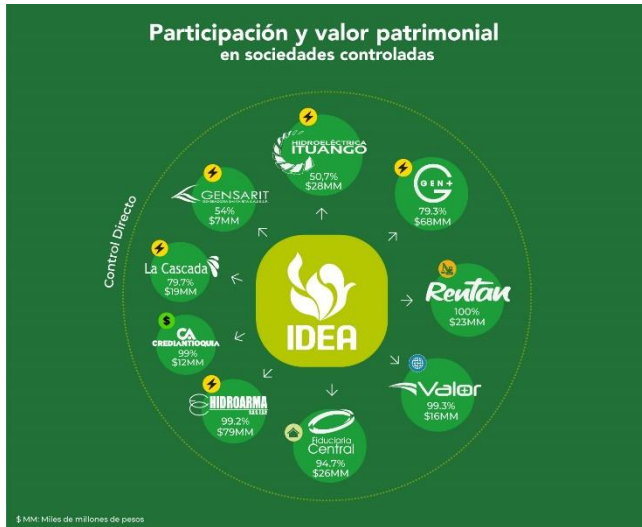 Participación y valor patrimonial
en sociedades controladas
Control Directo
HIDROELÉCTRICA
ITUANGO
50,7%
$28MM
GEN+
79.3%
$68MM
Rentan
100%
$23MM
Valor+
99.3%
$16MM
Fiduciaria
Central
94.7%
$26MM
HIDROARMA
99.2%
$79MM
CA
CREDIANTIOQUIA
99%
$12MM
La Cascada
79.7%
$19MM
GENSARIT
54%
$7MM
IDEA
$ MM: Miles de millones de pesos